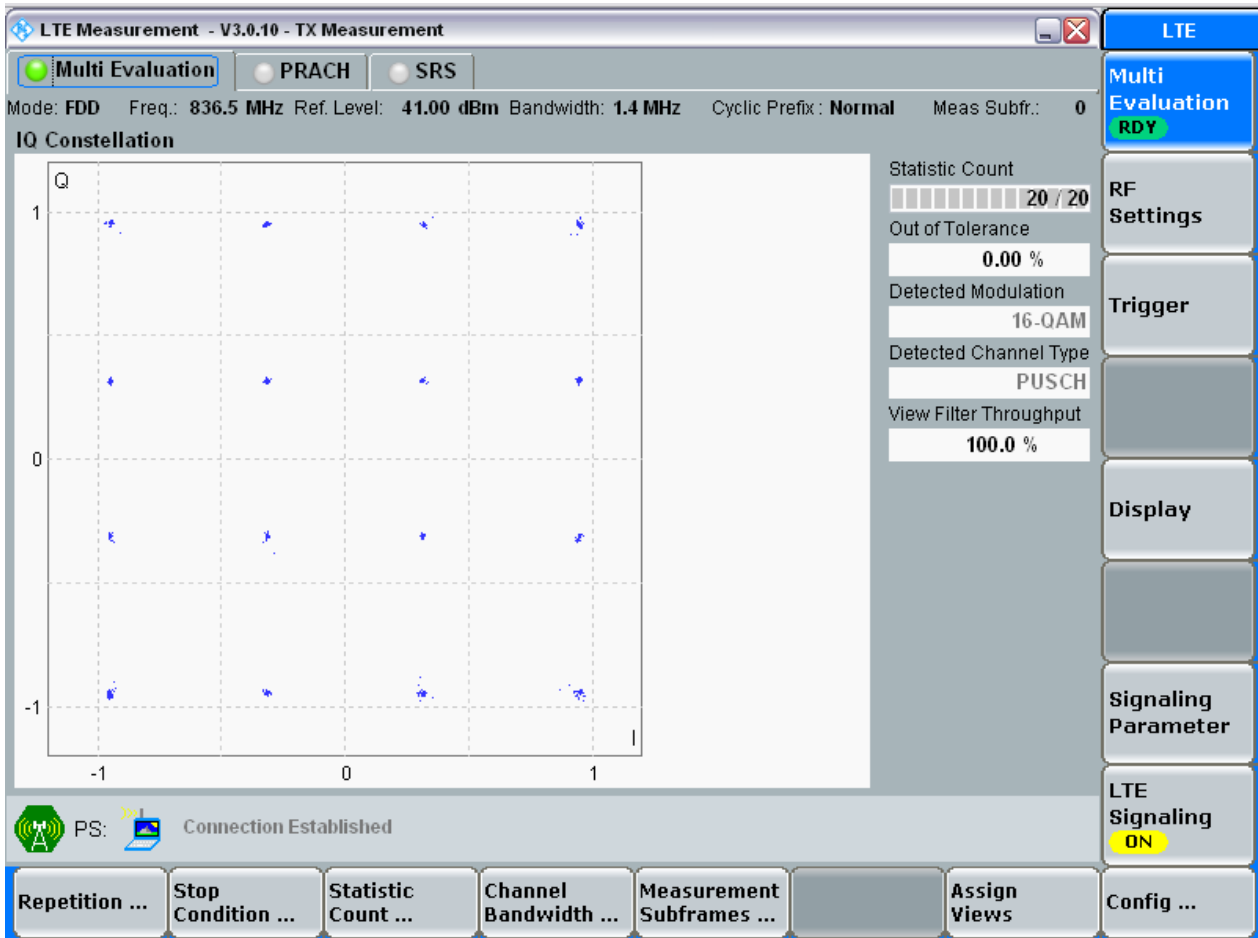 LTE Measurement - V3.0.10 - TX Measurement
LTE
Multi Evaluation PRACH SRS
Mode: FDD Freq.: 836.5 MHz Ref. Level: 41.00 dBm Bandwidth: 1.4 MHz Cyclic Prefix : Normal Meas Subfr.: 0
IQ Constellation
Q
1
0
-1
I
-1 0 1
Statistic Count
20 / 20
Out of Tolerance
0.00 %
Detected Modulation
16-QAM
Detected Channel Type
PUSCH
View Filter Throughput
100.0 %
Multi
Evaluation
RDY
RF
Settings
Trigger
Display
Signaling
Parameter
LTE
Signaling
ON
PS: Connection Established
Repetition ...
Stop
Condition ...
Statistic
Count ...
Channel
Bandwidth ...
Measurement
Subframes ...
Assign
Views
Config ...